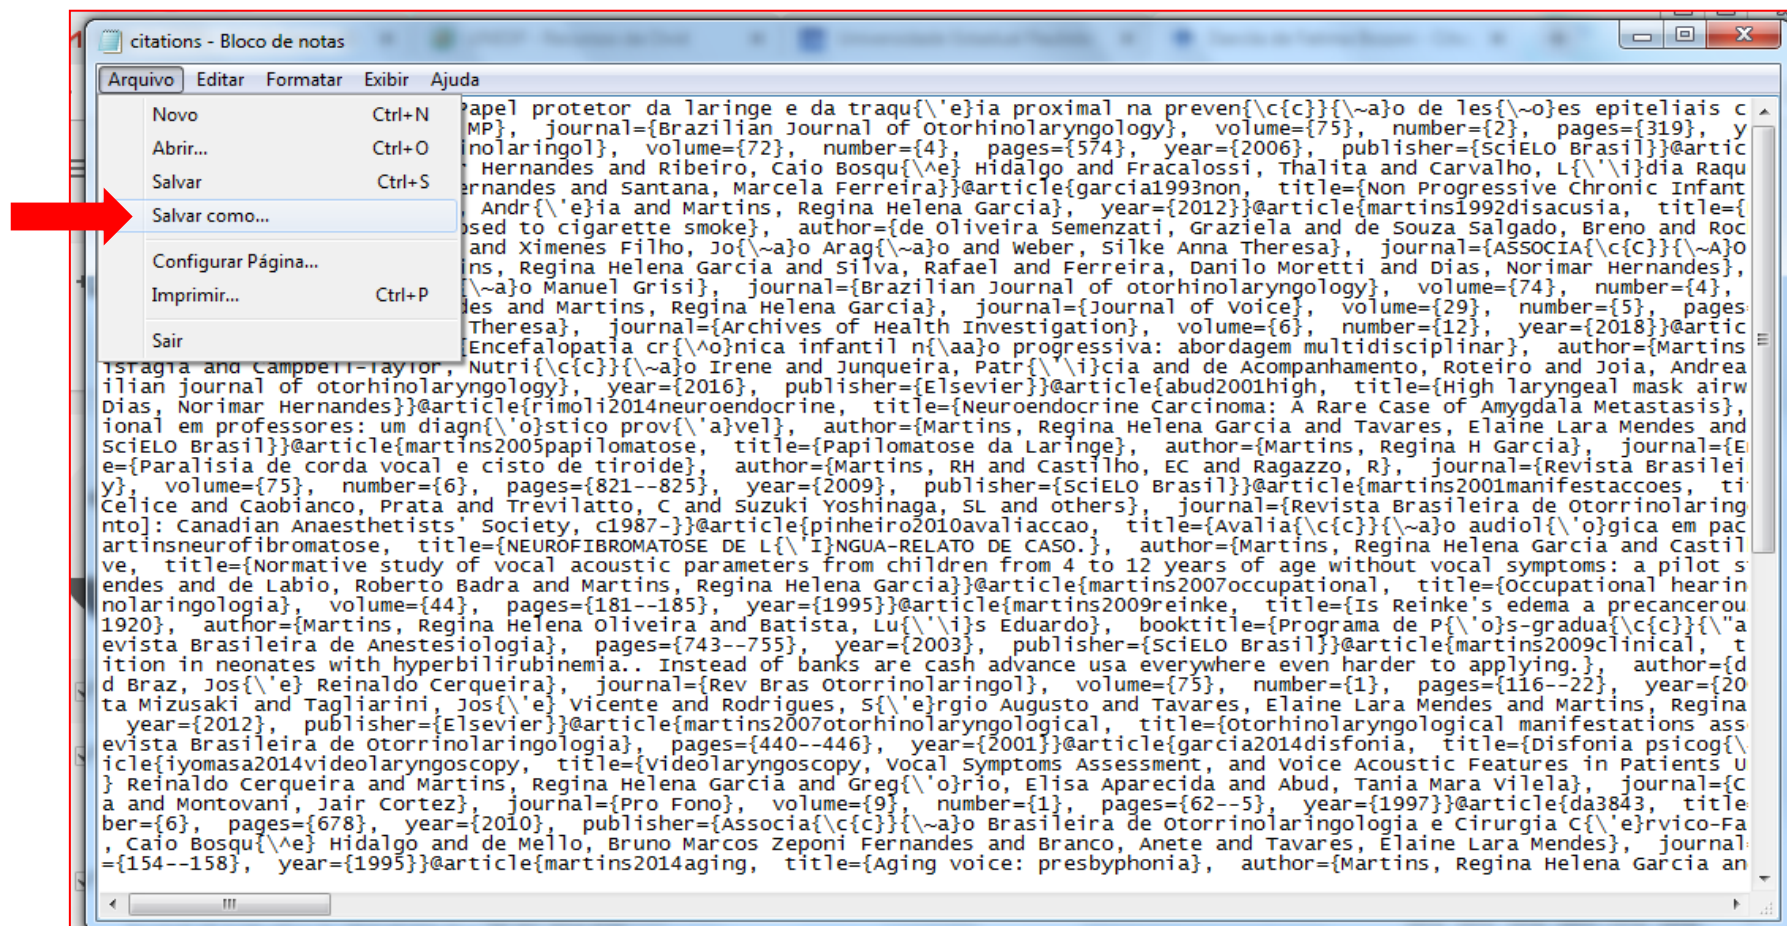 citations - Bloco de notas
Arquivo Editar Formatar Exibir Ajuda
Novo Ctrl+N
Abrir... Ctrl+O
Salvar Ctrl+S
Salvar como...
Configurar Página...
Imprimir... Ctrl+P
Sair
Papel protetor da laringe e da traqu{\'e}ia proximal na preven{\c{c}}{\~a}o de les{\~o}es epiteliais c
MP}, journal={Brazilian Journal of Otorhinolaryngology}, volume={75}, number={2}, pages={319}, y
inolaringol}, volume={72}, number={4}, pages={574}, year={2006}, publisher={SciELO Brasil}}@artic
Hernandes and Ribeiro, Caio Bosqu{\^e} Hidalgo and Fracalossi, Thalita and Carvalho, L{\'\i}dia Raqu
ernandes and Santana, Marcela Ferreira}}@article{garcia1993non, title={Non Progressive Chronic Infant
, Andr{\'e}ia and Martins, Regina Helena Garcia}, year={2012}}@article{martins1992disacusia, title={
osed to cigarette smoke}, author={de Oliveira Semenzati, Graziela and de Souza Salgado, Breno and Roc
and Ximenes Filho, Jo{\~a}o Arag{\~a}o and Weber, Silke Anna Theresa}, journal={ASSOCIA{\c{C}}{\~A}O
ins, Regina Helena Garcia and Silva, Rafael and Ferreira, Danilo Moretti and Dias, Norimar Hernandes},
{\~a}o Manuel Grisi}, journal={Brazilian Journal of otorhinolaryngology}, volume={74}, number={4},
des and Martins, Regina Helena Garcia}, journal={Journal of Voice}, volume={29}, number={5}, pages
Theresa}, journal={Archives of Health Investigation}, volume={6}, number={12}, year={2018}}@artic
{Encefalopatia cr{\^o}nica infantil n{\aa}o progressiva: abordagem multidisciplinar}, author={Martins
isfagia and Campbell-Taylor, Nutri{\c{c}}{\~a}o Irene and Junqueira, Patr{\'\i}cia and de Acompanhamento, Roteiro and Joia, Andrea
ilian journal of otorhinolaryngology}, year={2016}, publisher={Elsevier}}@article{abud2001high, title={High laryngeal mask airw
Dias, Norimar Hernandes}}@article{rimoli2014neuroendocrine, title={Neuroendocrine Carcinoma: A Rare Case of Amygdala Metastasis},
ional em professores: um diagn{\'o}stico prov{\'a}vel}, author={Martins, Regina Helena Garcia and Tavares, Elaine Lara Mendes and
SciELO Brasil}}@article{martins2005papilomatose, title={Papilomatose da Laringe}, author={Martins, Regina H Garcia}, journal={E
e={Paralisia de corda vocal e cisto de tiroide}, author={Martins, RH and Castilho, EC and Ragazzo, R}, journal={Revista Brasilei
y}, volume={75}, number={6}, pages={821--825}, year={2009}, publisher={SciELO Brasil}}@article{martins2001manifestaccoes, ti
Celice and Caobianco, Prata and Trevilatto, C and Suzuki Yoshinaga, SL and others}, journal={Revista Brasileira de Otorrinolaring
nto]: Canadian Anaesthetists' Society, c1987-}}@article{pinheiro2010avaliaccao, title={Avalia{\c{c}}{\~a}o audiol{\'o}gica em pac
artinsneurofibromatose, title={NEUROFIBROMATOSE DE L{\'I}NGUA-RELATO DE CASO.}, author={Martins, Regina Helena Garcia and Castil
ve, title={Normative study of vocal acoustic parameters from children from 4 to 12 years of age without vocal symptoms: a pilot s
endes and de Labio, Roberto Badra and Martins, Regina Helena Garcia}}@article{martins2007occupational, title={Occupational hearin
nolaringologia}, volume={44}, pages={181--185}, year={1995}}@article{martins2009reinke, title={Is Reinke's edema a precancerou
1920}, author={Martins, Regina Helena Oliveira and Batista, Lu{\'\i}s Eduardo}, booktitle={Programa de P{\'o}s-gradua{\c{c}}{\"a
evista Brasileira de Anestesiologia}, pages={743--755}, year={2003}, publisher={SciELO Brasil}}@article{martins2009clinical, t
ition in neonates with hyperbilirubinemia.. Instead of banks are cash advance usa everywhere even harder to applying.}, author={d
d Braz, Jos{\'e} Reinaldo Cerqueira}, journal={Rev Bras Otorrinolaringol}, volume={75}, number={1}, pages={116--22}, year={20
ta Mizusaki and Tagliarini, Jos{\'e} Vicente and Rodrigues, S{\'e}rgio Augusto and Tavares, Elaine Lara Mendes and Martins, Regina
year={2012}, publisher={Elsevier}}@article{martins2007otorhinolaryngological, title={Otorhinolaryngological manifestations ass
evista Brasileira de Otorrinolaringologia}, pages={440--446}, year={2001}}@article{garcia2014disfonia, title={Disfonia psicog{\
icle{iyomasa2014videolaryngoscopy, title={Videolaryngoscopy, Vocal Symptoms Assessment, and Voice Acoustic Features in Patients U
} Reinaldo Cerqueira and Martins, Regina Helena Garcia and Greg{\'o}rio, Elisa Aparecida and Abud, Tania Mara Vilela}, journal={C
a and Montovani, Jair Cortez}, journal={Pro Fono}, volume={9}, number={1}, pages={62--5}, year={1997}}@article{da3843, title
ber={6}, pages={678}, year={2010}, publisher={Associa{\c{c}}{\~a}o Brasileira de Otorrinolaringologia e Cirurgia C{\'e}rvico-Fa
, Caio Bosqu{\^e} Hidalgo and de Mello, Bruno Marcos Zeponi Fernandes and Branco, Anete and Tavares, Elaine Lara Mendes}, journal
={154--158}, year={1995}}@article{martins2014aging, title={Aging voice: presbyphonia}, author={Martins, Regina Helena Garcia an